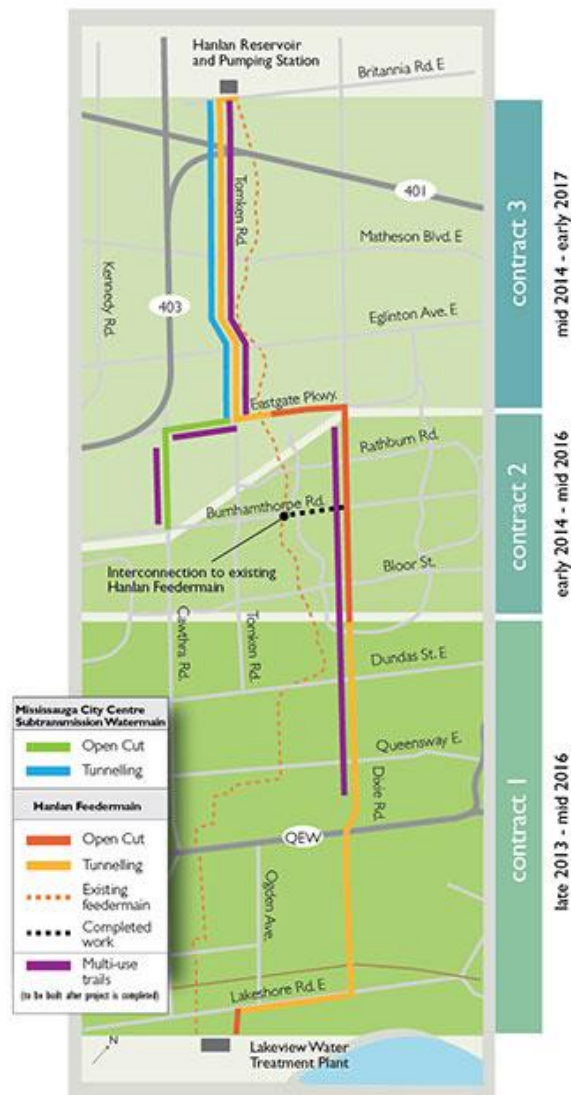 Hanlan Reservoir
and Pumping Station
Britannia Rd. E
401
Tomken Rd.
Matheson Blvd. E
Kennedy Rd.
403
Eglinton Ave. E
Eastgate Pkwy.
Rathburn Rd.
Burnhamthorpe Rd.
Interconnection to existing
Hanlan Feedermain
Bloor St.
Cawthra Rd.
Tomken Rd.
Dundas St. E
Queensway E.
Dixie Rd.
QEW
Ogden Ave.
Lakeshore Rd. E
N
Lakeview Water
Treatment Plant
contract 3
mid 2014 - early 2017
contract 2
early 2014 - mid 2016
contract 1
late 2013 - mid 2016
Mississauga City Centre
Subtransmission Watermain
Open Cut
Tunnelling
Hanlan Feedermain
Open Cut
Tunnelling
Existing
feedermain
Completed
work
Multi-use
trails
(to be built after project is completed)